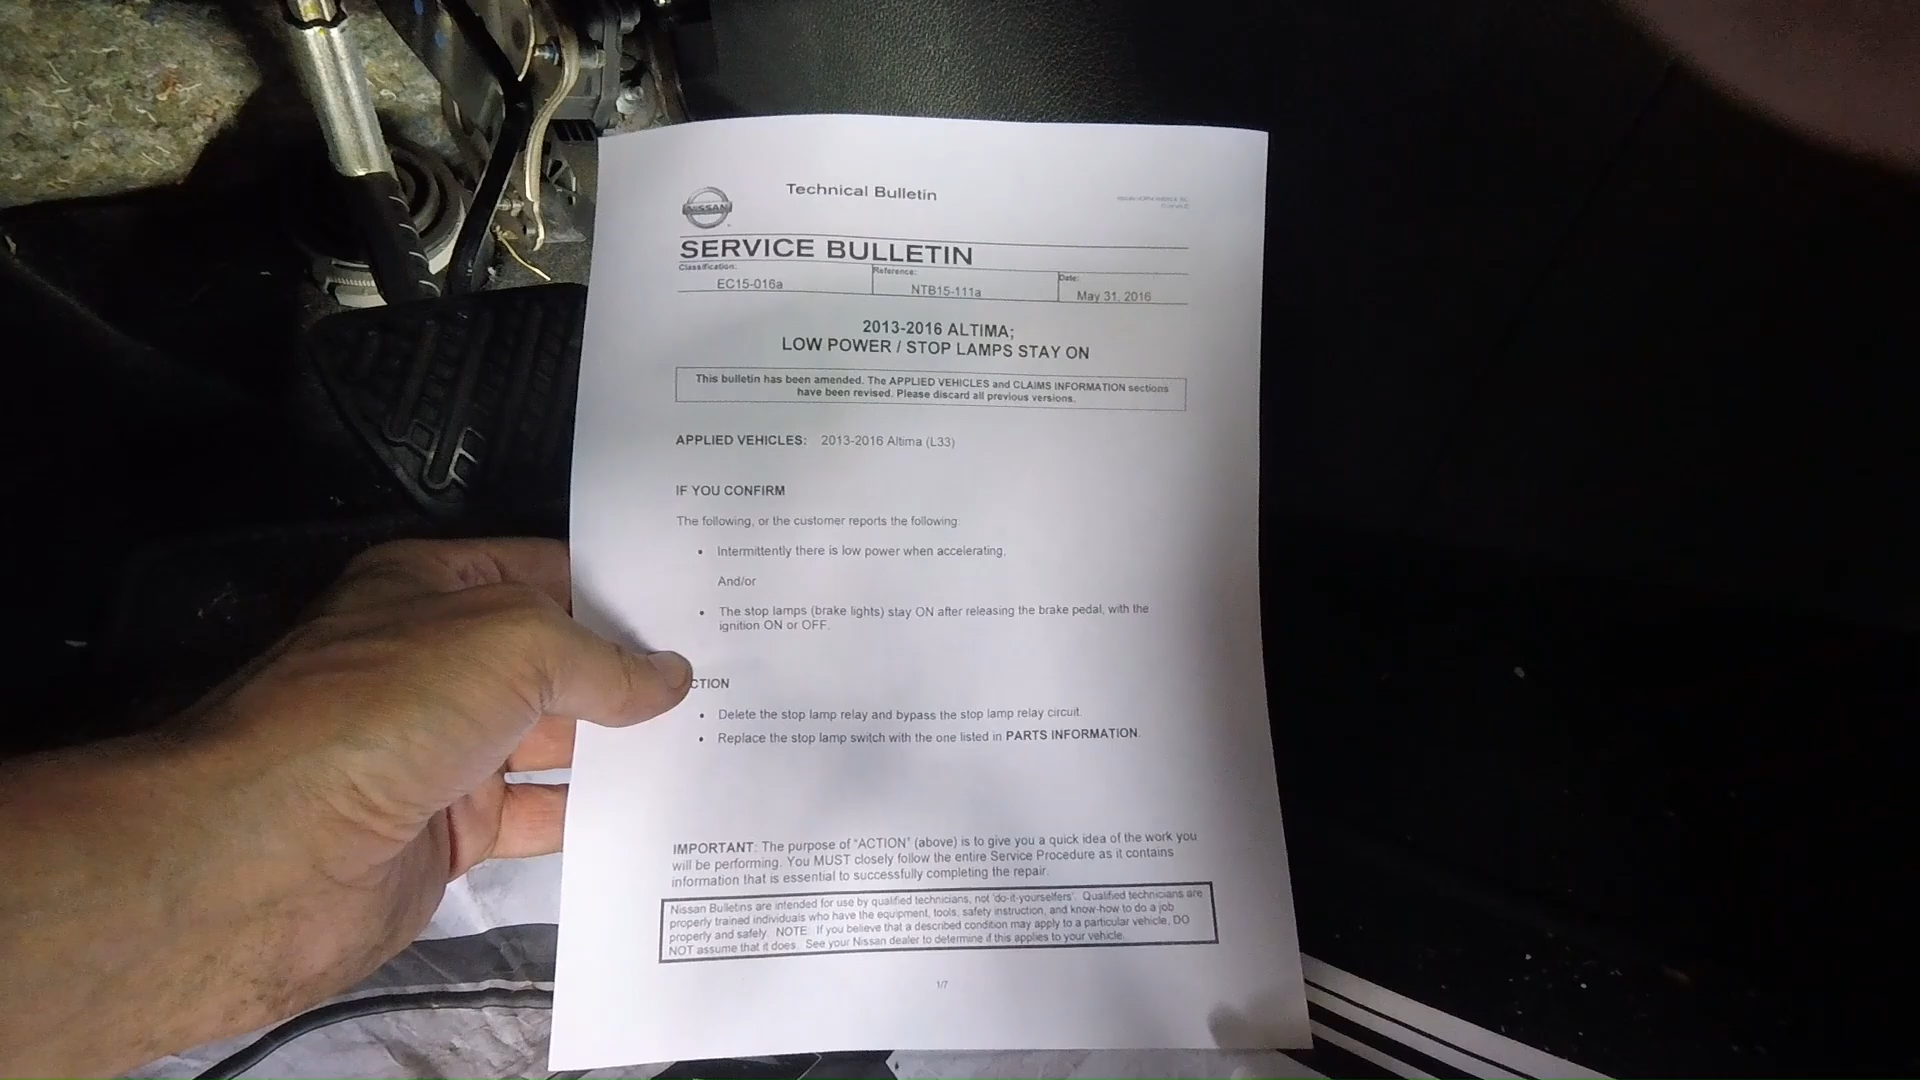 Technical Bulletin
NISSAN
SERVICE BULLETIN
Classification: Reference: Date:
EC15-016a NTB15-111a May 31, 2016
2013-2016 ALTIMA;
LOW POWER / STOP LAMPS STAY ON
This bulletin has been amended. The APPLIED VEHICLES and CLAIMS INFORMATION sections
have been revised. Please discard all previous versions.
APPLIED VEHICLES: 2013-2016 Altima (L33)
IF YOU CONFIRM
The following, or the customer reports the following:
• Intermittently there is low power when accelerating,
And/or
• The stop lamps (brake lights) stay ON after releasing the brake pedal, with the
ignition ON or OFF.
CTION
• Delete the stop lamp relay and bypass the stop lamp relay circuit.
• Replace the stop lamp switch with the one listed in PARTS INFORMATION.
IMPORTANT: The purpose of "ACTION" (above) is to give you a quick idea of the work you
will be performing. You MUST closely follow the entire Service Procedure as it contains
information that is essential to successfully completing the repair.
Nissan Bulletins are intended for use by qualified technicians, not 'do-it-yourselfers'. Qualified technicians are
properly trained individuals who have the equipment, tools, safety instruction, and know-how to do a job
properly and safely. NOTE: If you believe that a described condition may apply to a particular vehicle, DO
NOT assume that it does. See your Nissan dealer to determine if this applies to your vehicle.
1/7